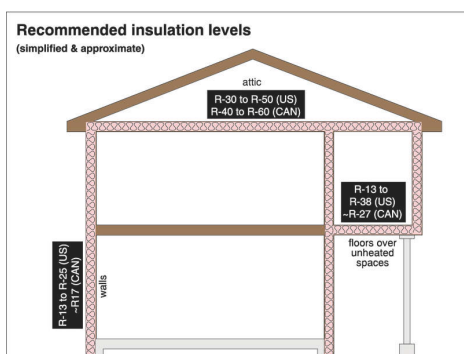 Recommended insulation levels
(simplified & approximate)
attic
R-30 to R-50 (US)
R-40 to R-60 (CAN)
R-13 to
R-38 (US)
~R-27 (CAN)
floors over
unheated
spaces
R-13 to R-25 (US)
~R17 (CAN)
walls